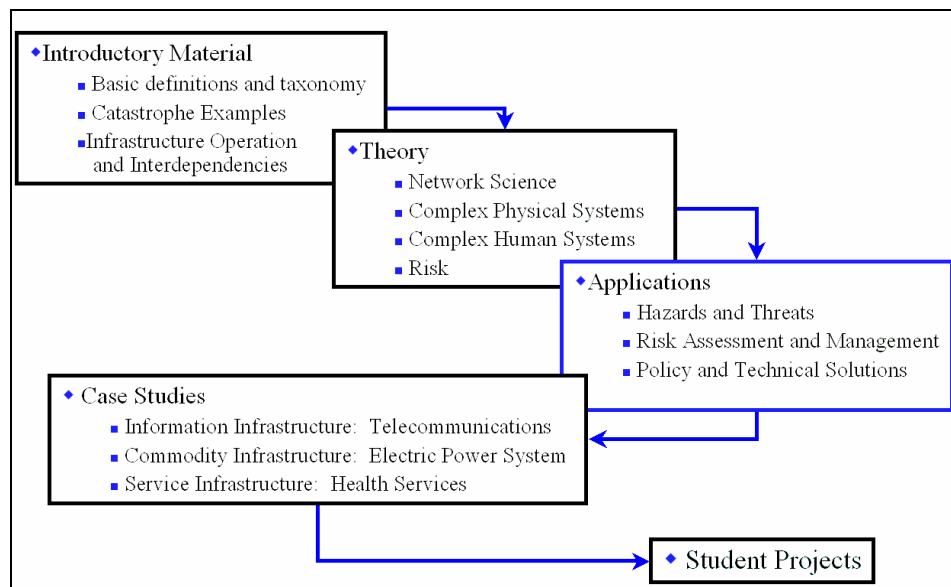 Introductory Material
Basic definitions and taxonomy
Catastrophe Examples
Infrastructure Operation
and Interdependencies
Theory
Network Science
Complex Physical Systems
Complex Human Systems
Risk
Applications
Hazards and Threats
Risk Assessment and Management
Policy and Technical Solutions
Case Studies
Information Infrastructure: Telecommunications
Commodity Infrastructure: Electric Power System
Service Infrastructure: Health Services
Student Projects